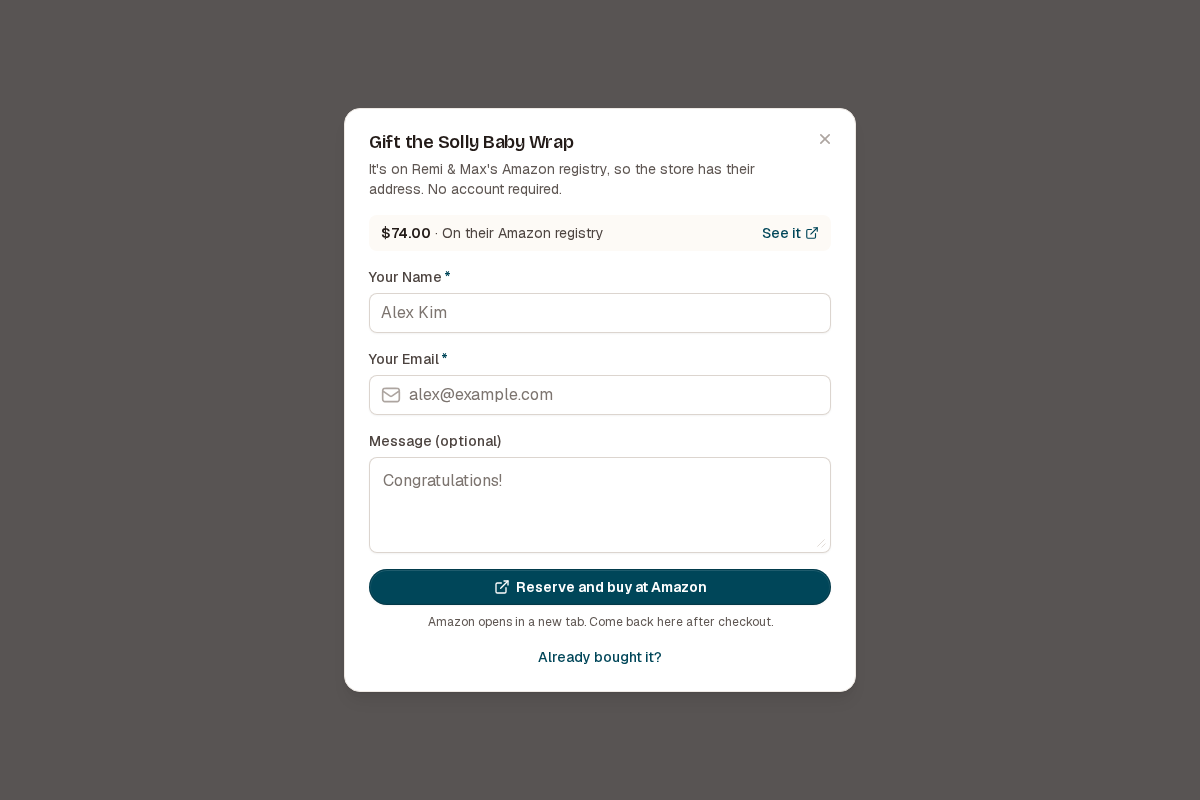 Gift the Solly Baby Wrap
It's on Remi & Max's Amazon registry, so the store has their
address. No account required.
$74.00 · On their Amazon registry
See it
Your Name *
Alex Kim
Your Email *
alex@example.com
Message (optional)
Congratulations!
Reserve and buy at Amazon
Amazon opens in a new tab. Come back here after checkout.
Already bought it?